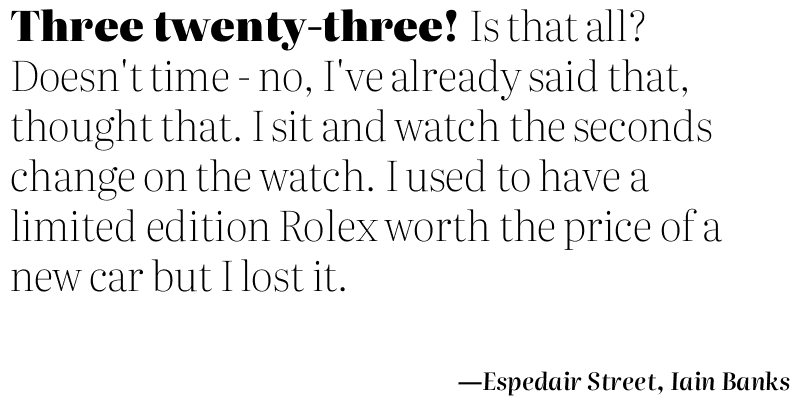 Three twenty-three! Is that all?
Doesn't time - no, I've already said that,
thought that. I sit and watch the seconds
change on the watch. I used to have a
limited edition Rolex worth the price of a
new car but I lost it.
—Espedair Street, Iain Banks